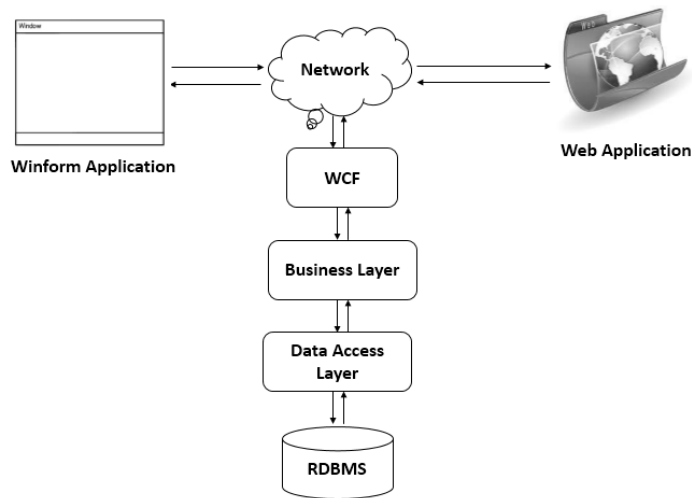 Window
Network
Winform Application
Web Application
WCF
Business Layer
Data Access
Layer
RDBMS